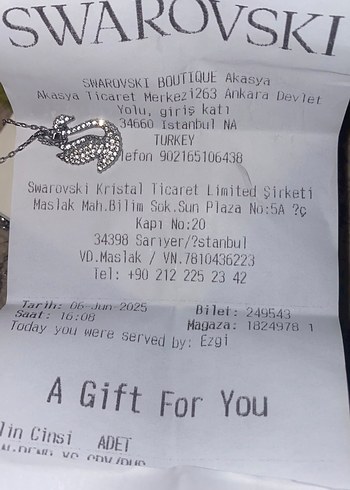 SWAROVSKI
SWAROVSKI BOUTIQUE Akasya
Akasya Ticaret Merkezi263 Ankara Devlet
Yolu, giriş katı
34660 Istanbul NA
TURKEY
lefon 902165106438
Swarovski Kristal Ticaret Limited Şirketi
Maslak Mah.Bilim Sok.Sun Plaza No:5A ?ç
Kapı No:20
34398 Sarıyer/?stanbul
VD.Maslak / VN.7810436223
Tel: +90 212 225 23 42
Tarih: 06-Jun-2025 Bilet: 249543
Saat: 16:08 Magaza: 1824978 1
Today you were served by: Ezgi
A Gift For You
lin Cinsi ADET